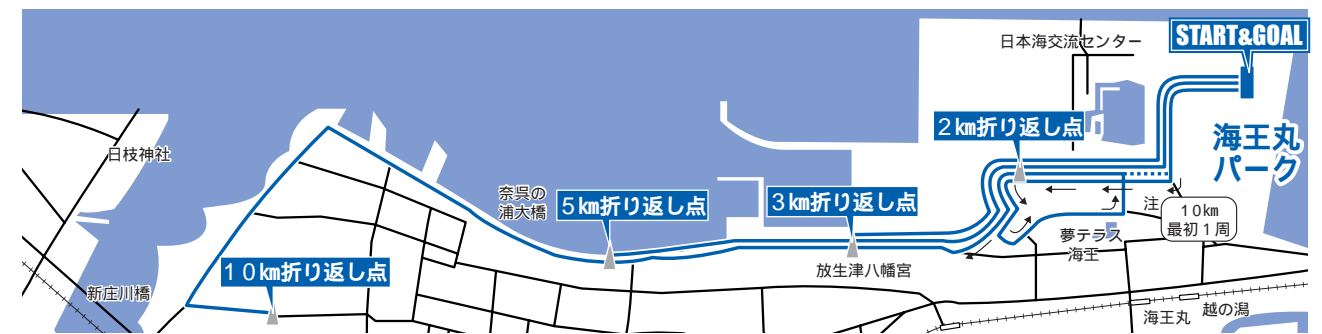 日本海交流センター
START&GOAL
2km折り返し点
海王丸
パーク
日枝神社
奈呉の
浦大橋
5km折り返し点
3km折り返し点
注
10km
最初1周
夢テラス
海王
放生津八幡宮
10km折り返し点
新庄川橋
海王丸
越の潟